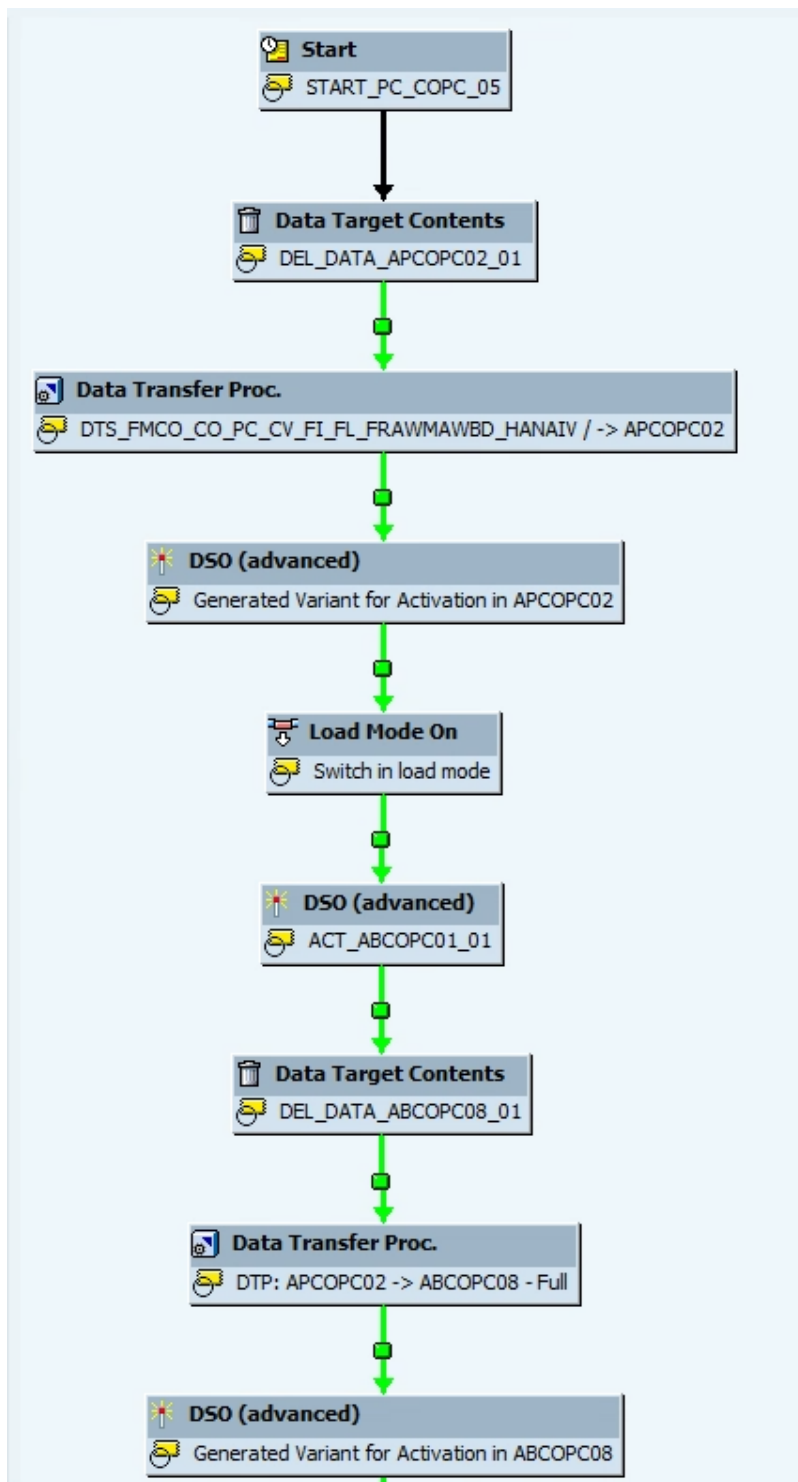 Start
START_PC_COPC_05
Data Target Contents
DEL_DATA_APCOPC02_01
Data Transfer Proc.
DTS_FMCO_CO_PC_CV_FI_FL_FRAWMAWBD_HANAIV / -> APCOPC02
DSO (advanced)
Generated Variant for Activation in APCOPC02
Load Mode On
Switch in load mode
DSO (advanced)
ACT_ABCOPC01_01
Data Target Contents
DEL_DATA_ABCOPC08_01
Data Transfer Proc.
DTP: APCOPC02 -> ABCOPC08 - Full
DSO (advanced)
Generated Variant for Activation in ABCOPC08